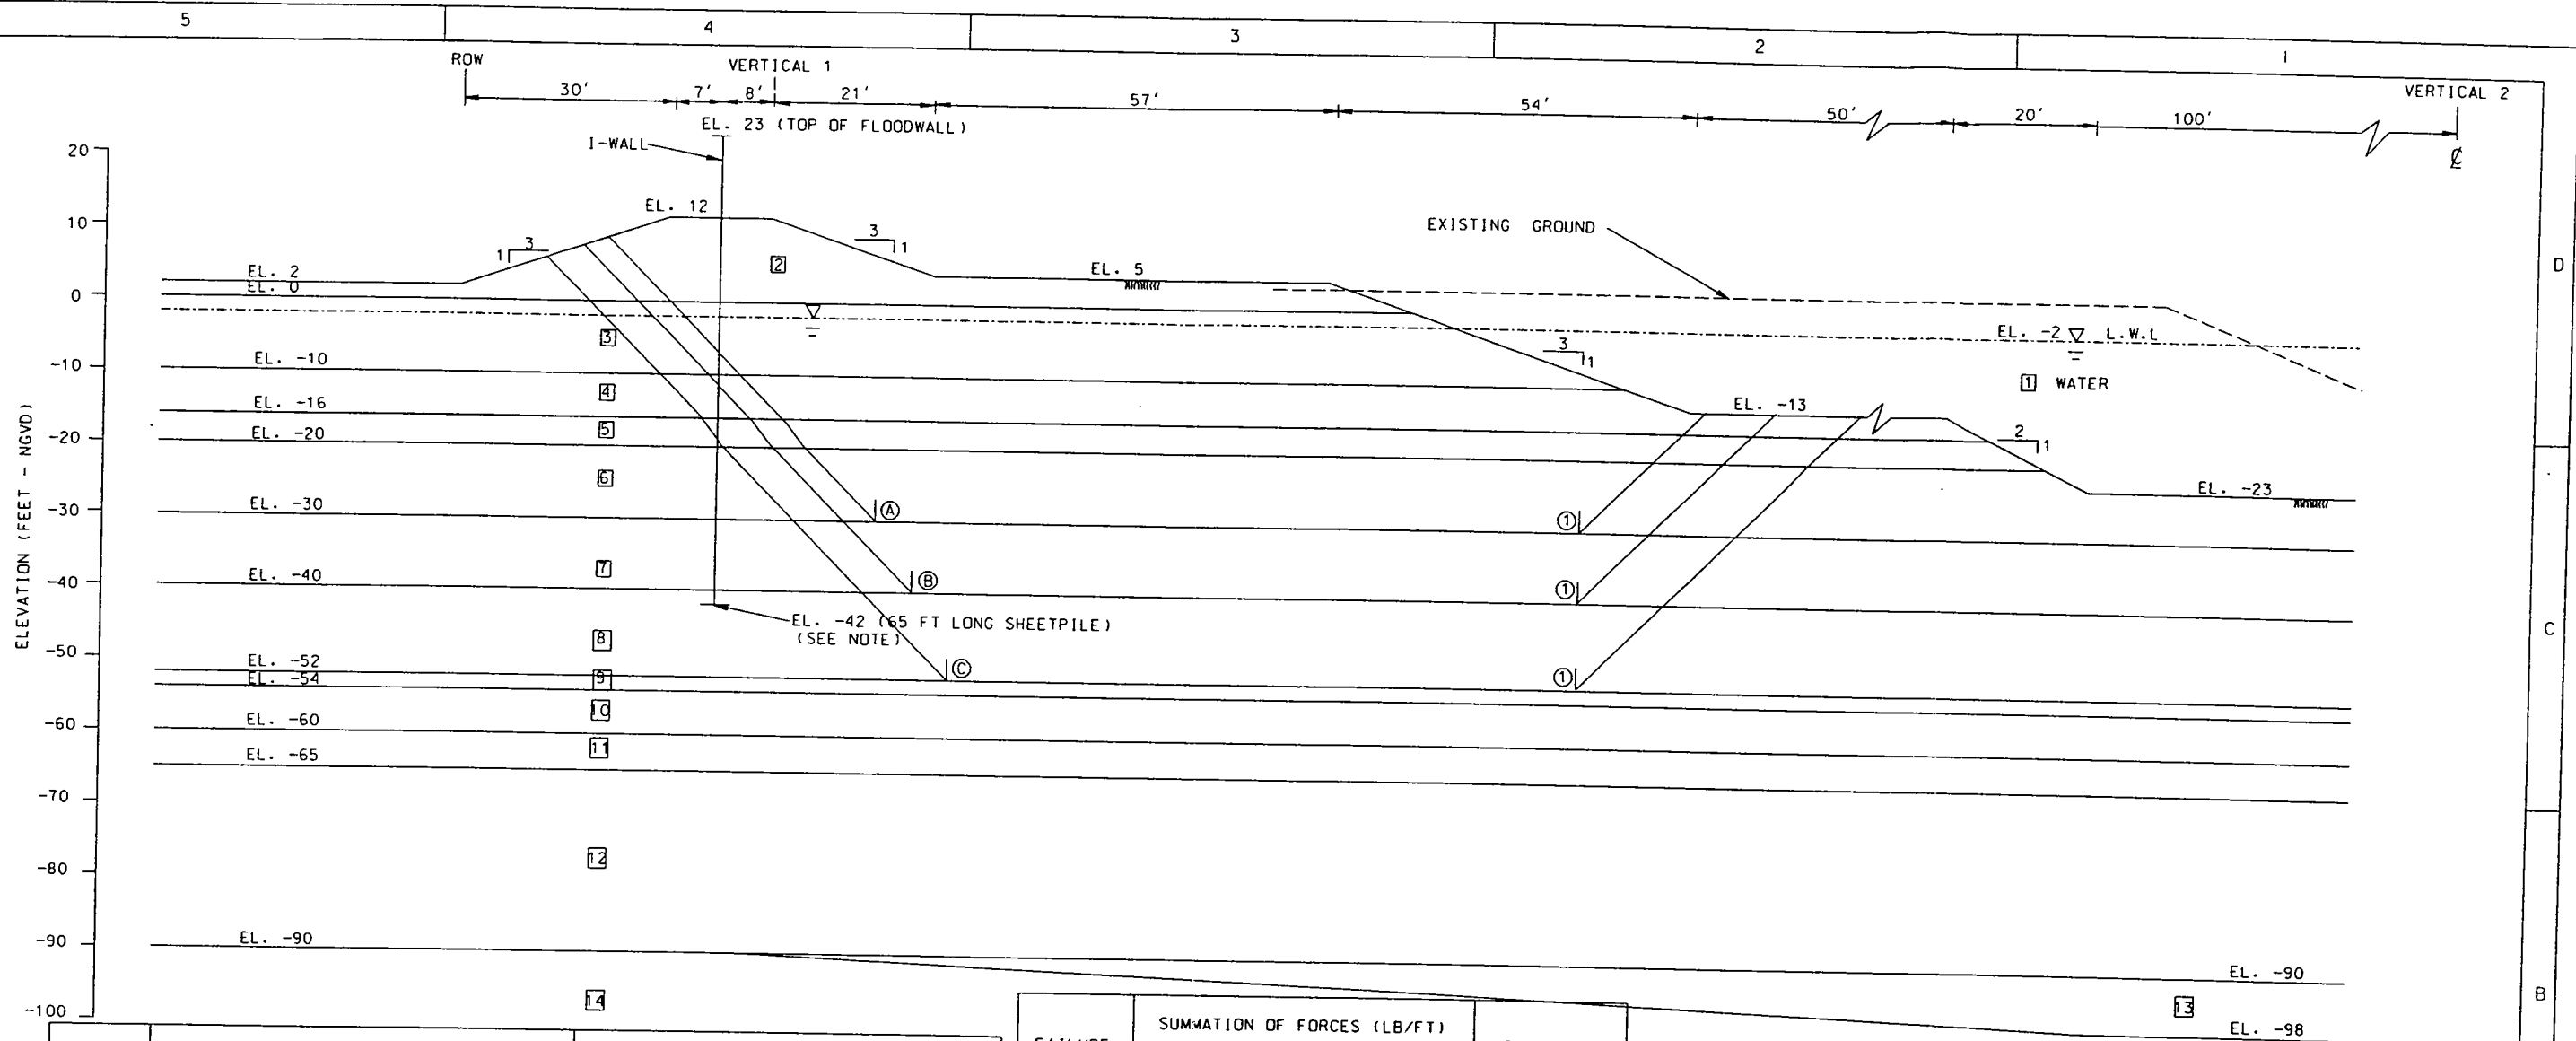 5 4 3 2 1
ROW
VERTICAL 1
VERTICAL 2
30' 7' 8' 21' 57' 54' 50' 20' 100'
℄
EL. 23 (TOP OF FLOODWALL)
I-WALL
20
EL. 12
10
EXISTING GROUND
3
1
3
1
D
2
EL. 2
EL. 5
0
EL. 0
EL. -2 L.W.L
3
3
1
-10
EL. -10
1 WATER
4
EL. -16
EL. -13
5
-20
EL. -20
2
1
6
EL. -23
-30
EL. -30
A
1
ELEVATION (FEET - NGVD)
7
-40
EL. -40
B
1
EL. -42 (65 FT LONG SHEETPILE)
(SEE NOTE)
C
8
-50
EL. -52
C
1
EL. -54
9
10
-60
EL. -60
11
EL. -65
-70
12
-80
-90
EL. -90
EL. -90
14
13
B
-100
SUMMATION OF FORCES (LB/FT)
EL. -98